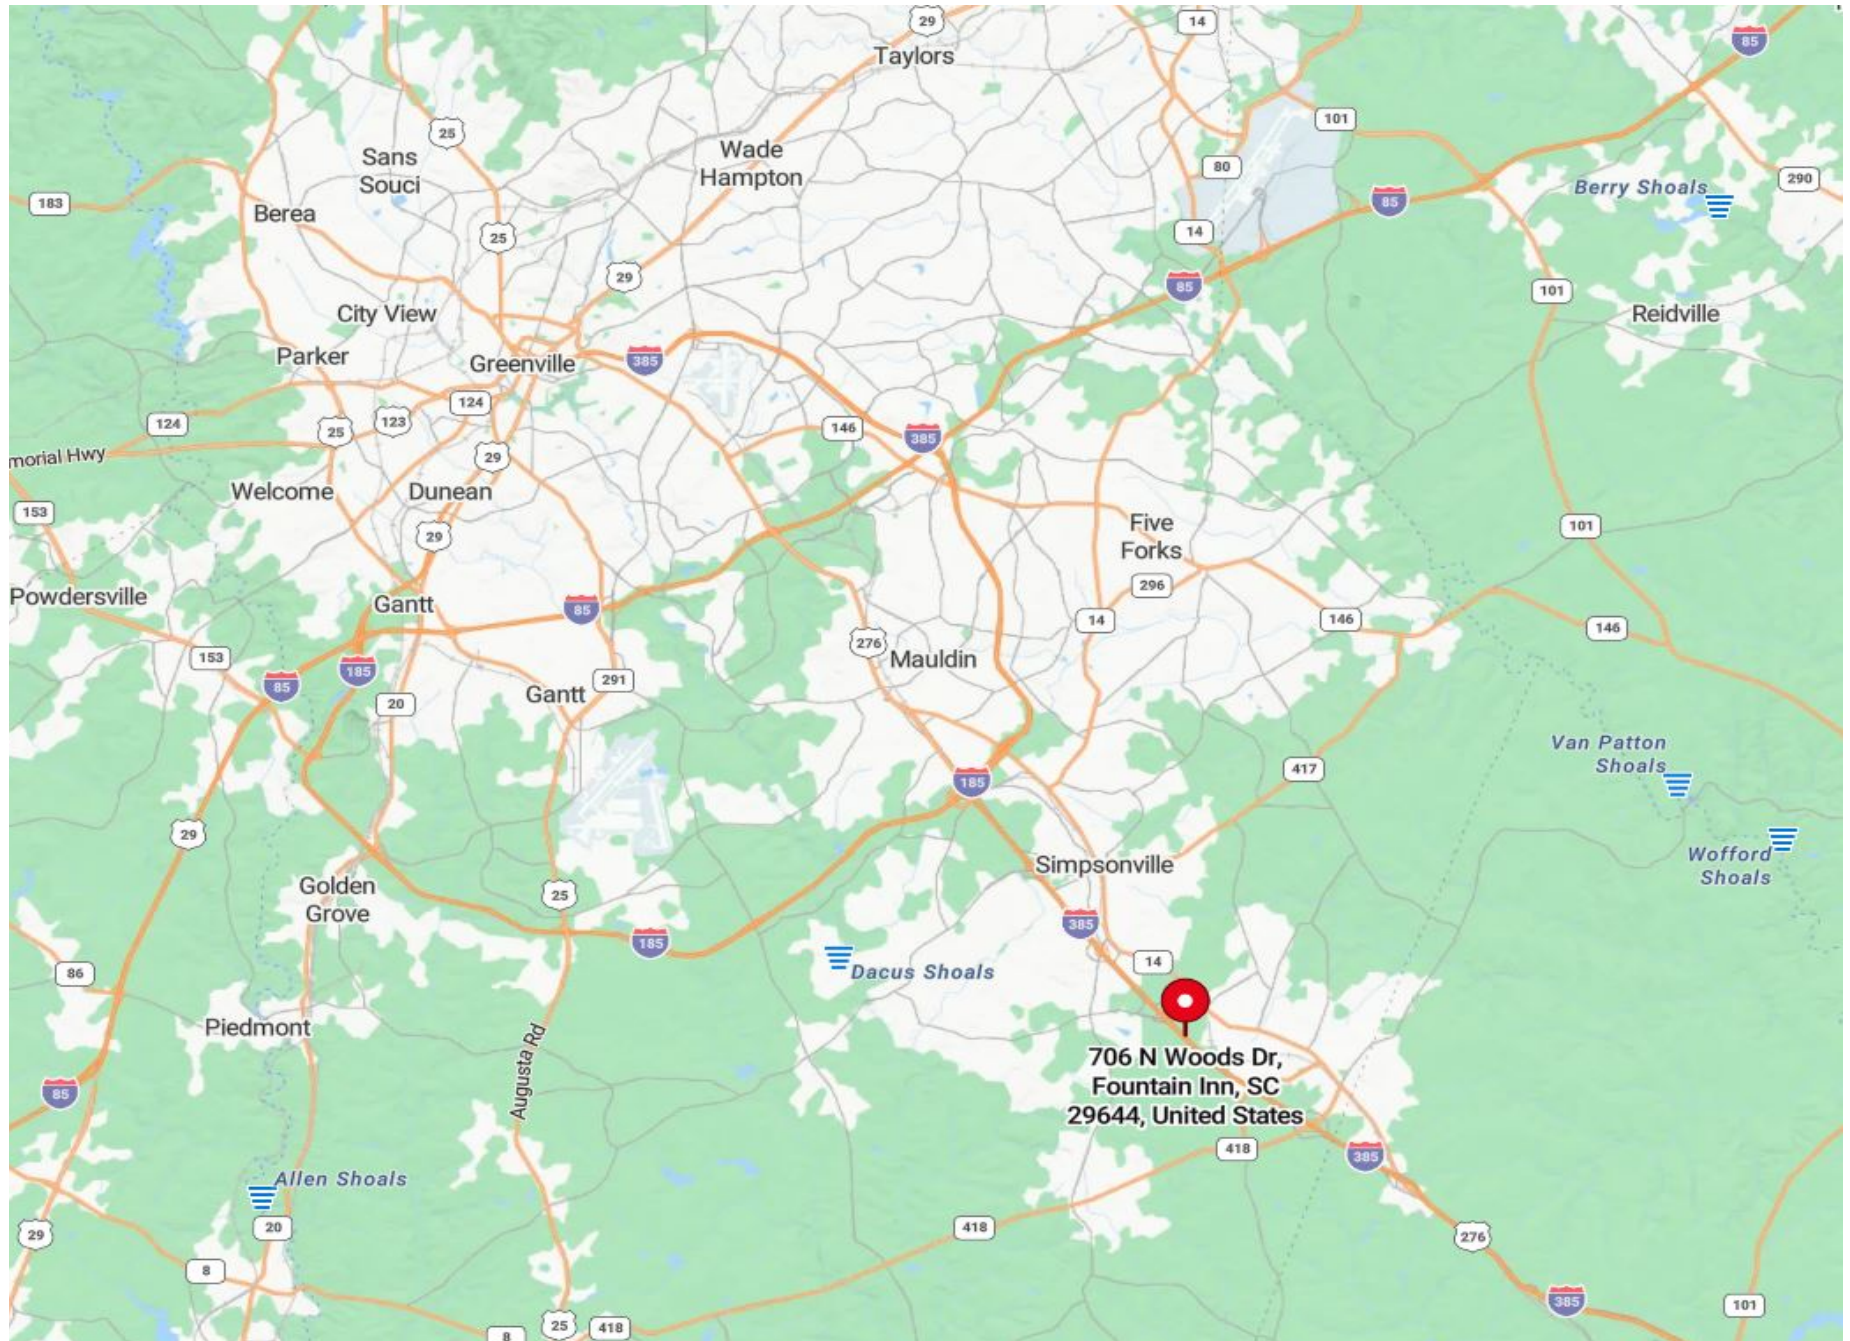 29
14
Taylors
85
25
101
Sans
Souci
Wade
Hampton
80
183
Berea
Berry Shoals
290
85
25
14
29
85
101
City View
Reidville
Parker
Greenville
385
124
124
25
123
146
385
29
morial Hwy
Welcome
Dunean
153
Five
Forks
101
29
Powdersville
Gantt
85
296
14
146
146
276
153
Mauldin
185
85
291
Gantt
20
Van Patton
Shoals
417
185
29
Wofford
Shoals
Simpsonville
Golden
Grove
25
385
185
14
86
Dacus Shoals
Piedmont
Augusta Rd
706 N Woods Dr,
Fountain Inn, SC
29644, United States
85
418
385
Allen Shoals
20
418
29
276
8
385
101
25
418
8